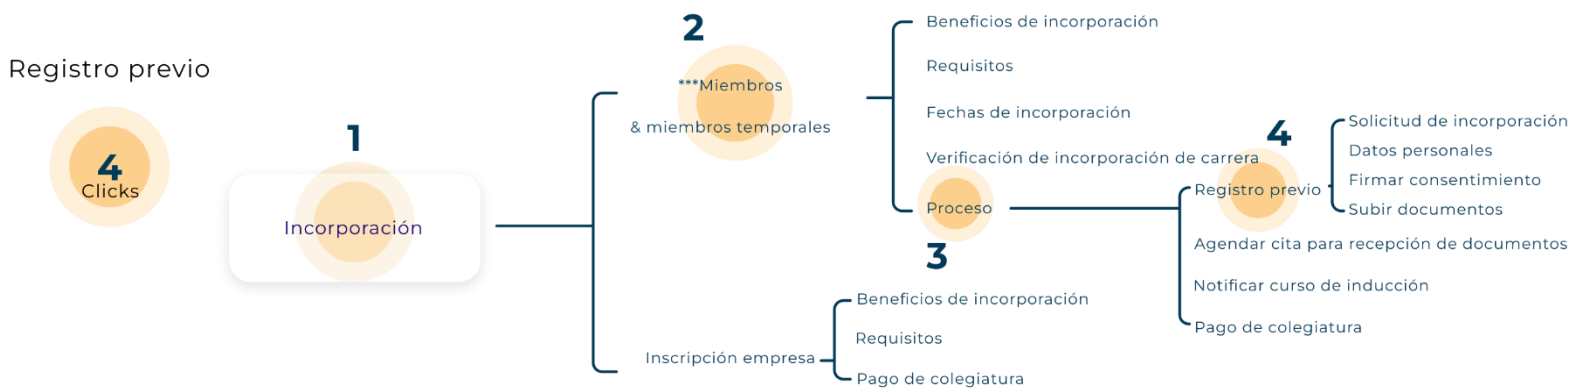 Registro previo
4
Clicks
1
Incorporación
2
***Miembros
& miembros temporales
Beneficios de incorporación
Requisitos
Fechas de incorporación
Verificación de incorporación de carrera
Proceso
3
4
Registro previo
Solicitud de incorporación
Datos personales
Firmar consentimiento
Subir documentos
Agendar cita para recepción de documentos
Notificar curso de inducción
Pago de colegiatura
Inscripción empresa
Beneficios de incorporación
Requisitos
Pago de colegiatura